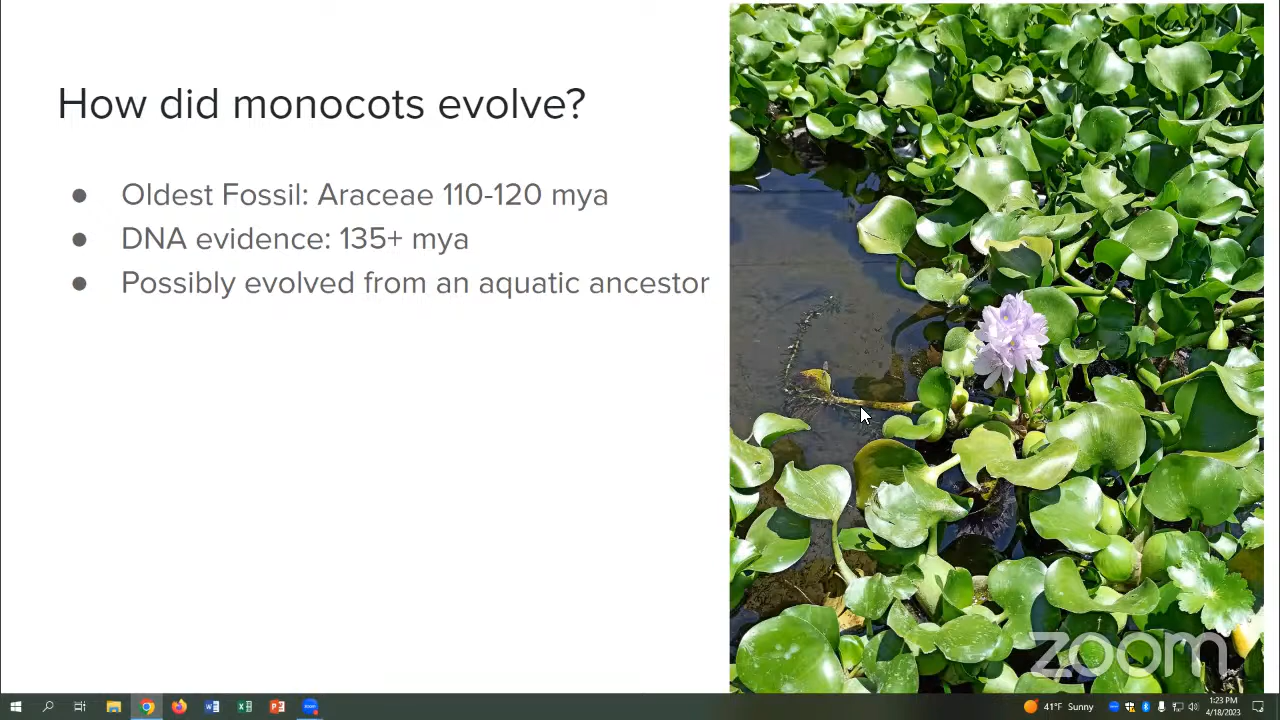 How did monocots evolve?
● Oldest Fossil: Araceae 110-120 mya
● DNA evidence: 135+ mya
● Possibly evolved from an aquatic ancestor
zoom
41°F Sunny
1:23 PM
4/18/2023